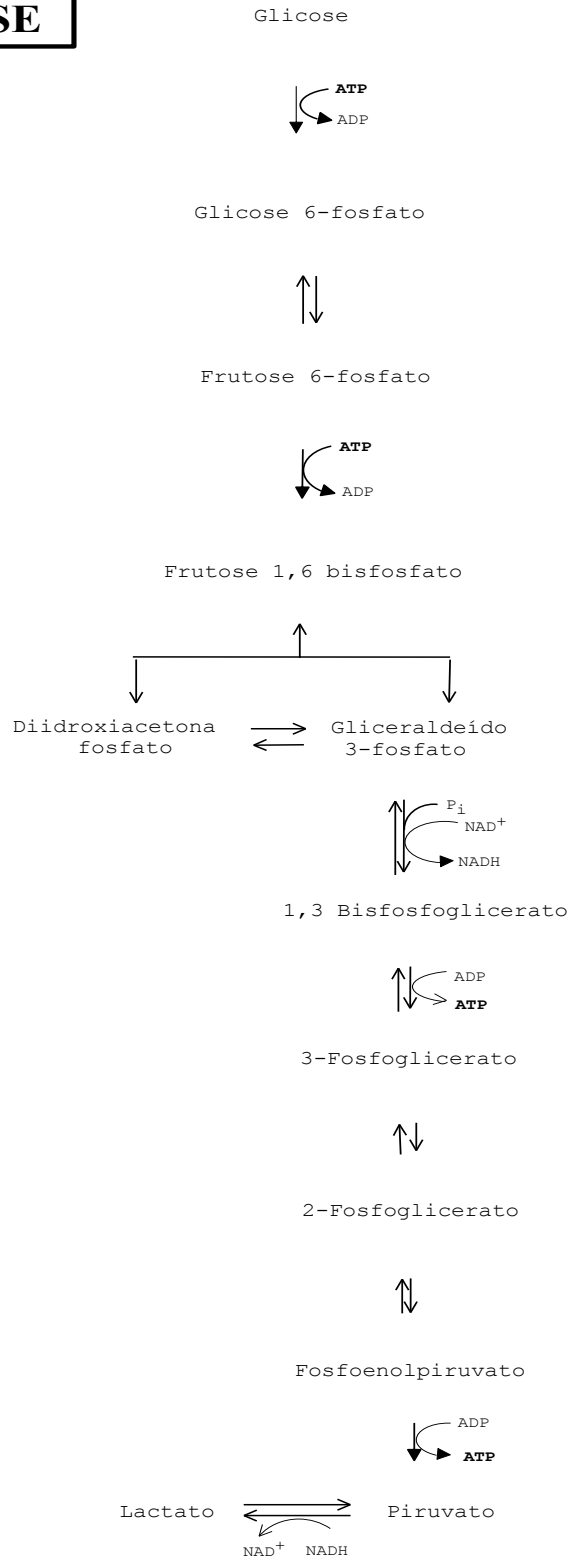 SE
Glicose
ATP
ADP
Glicose 6-fosfato
Frutose 6-fosfato
ATP
ADP
Frutose 1,6 bisfosfato
Diidroxiacetona
fosfato
Gliceraldeído
3-fosfato
Pi
NAD+
NADH
1,3 Bisfosfoglicerato
ADP
ATP
3-Fosfoglicerato
2-Fosfoglicerato
Fosfoenolpiruvato
ADP
ATP
Lactato
Piruvato
NAD+ NADH